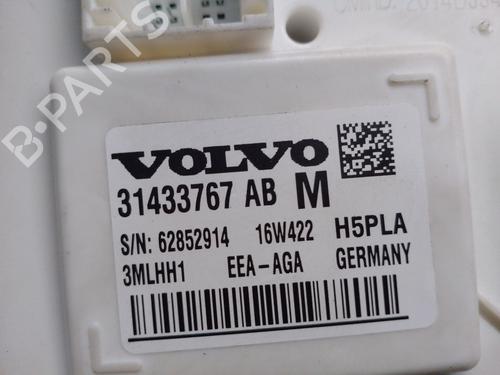 VOLVO
31433767 AB M
S/N: 62852914 16W422 H5PLA
3MLHH1 EEA-AGA GERMANY
B-PARTS